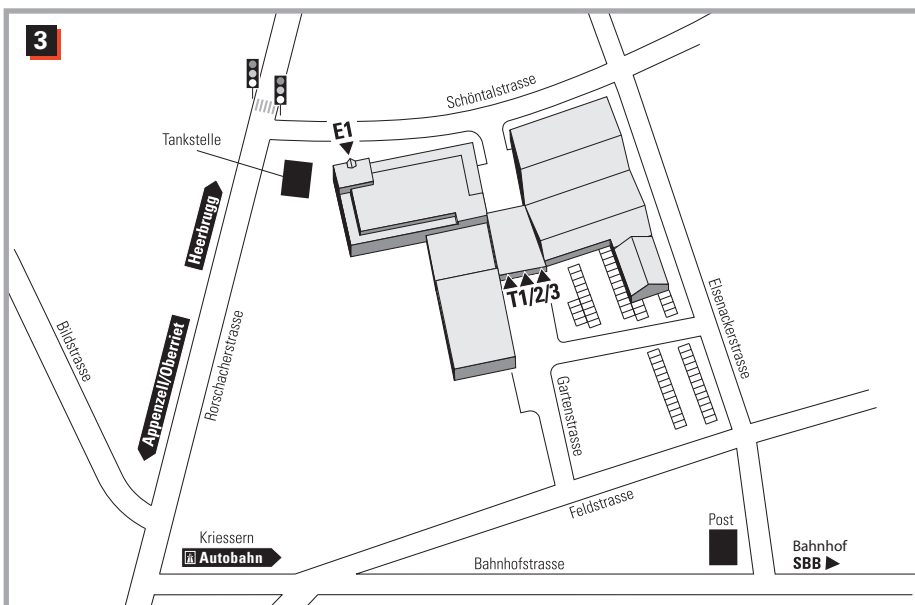 3
Schöntalstrasse
E1
Tankstelle
Heerbrugg
T1/2/3
Elsenackerstrasse
Bildstrasse
Appenzell/Oberriet
Rorschacherstrasse
Gartenstrasse
Feldstrasse
Post
Kriessern
Autobahn
Bahnhofstrasse
Bahnhof
SBB